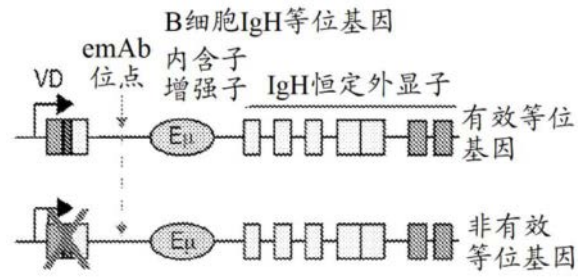 B细胞IgH等位基因
emAb
位点
内含子
增强子
IgH恒定外显子
VD
Eμ
有效等位
基因
Eμ
非有效
等位基因